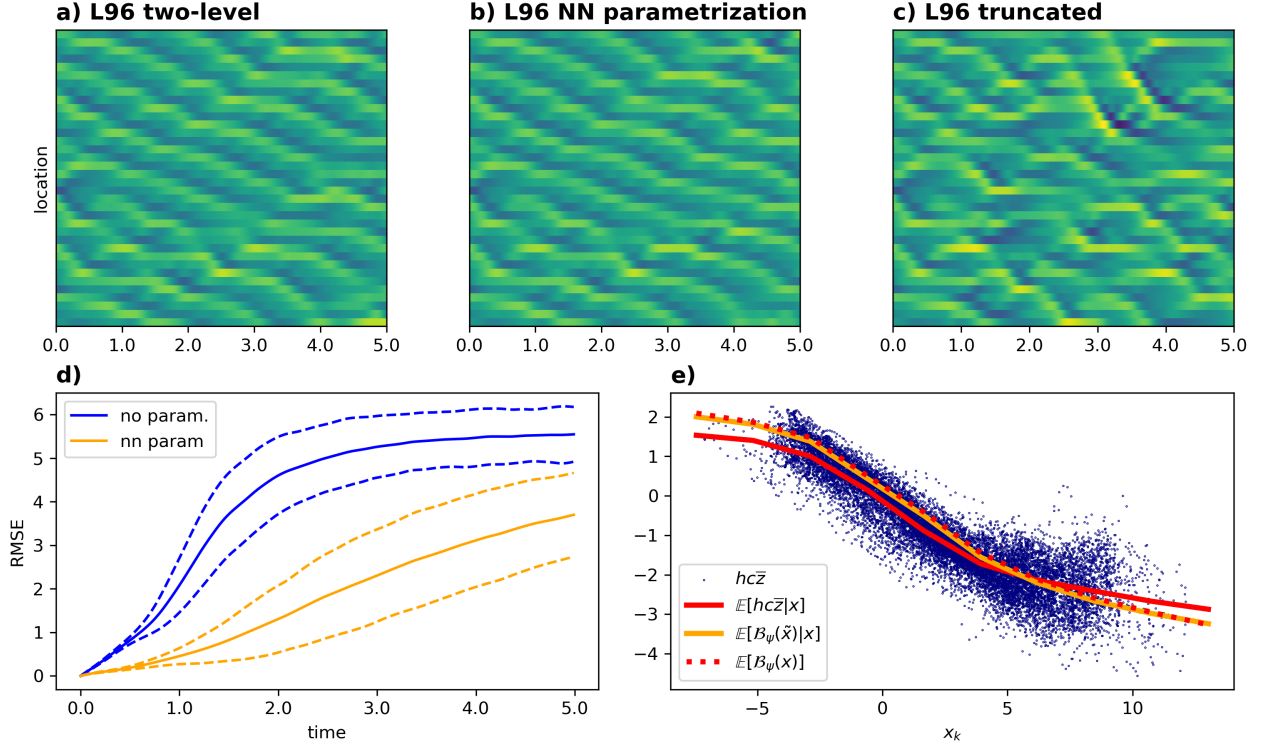 a) L96 two-level
b) L96 NN parametrization
c) L96 truncated
location
0.0 1.0 2.0 3.0 4.0 5.0
0.0 1.0 2.0 3.0 4.0 5.0
0.0 1.0 2.0 3.0 4.0 5.0
d)
no param.
nn param
RMSE
6
5
4
3
2
1
0
0.0 1.0 2.0 3.0 4.0 5.0
time
e)
2
1
0
−1
−2
−3
−4
hcz̅
𝔼[hcz̅|x]
𝔼[ℬ_ψ(x̃)|x]
𝔼[ℬ_ψ(x)]
−5 0 5 10
x_k